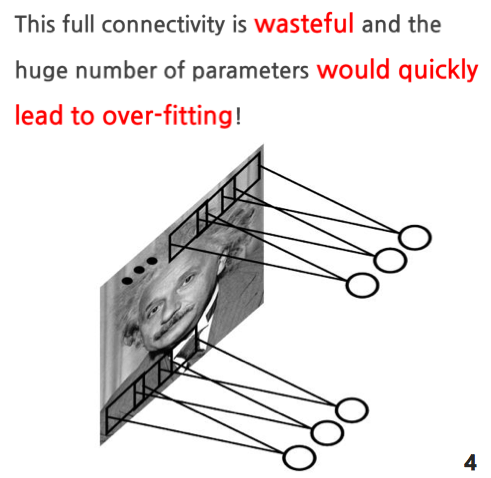 This full connectivity is wasteful and the
huge number of parameters would quickly
lead to over-fitting!
4